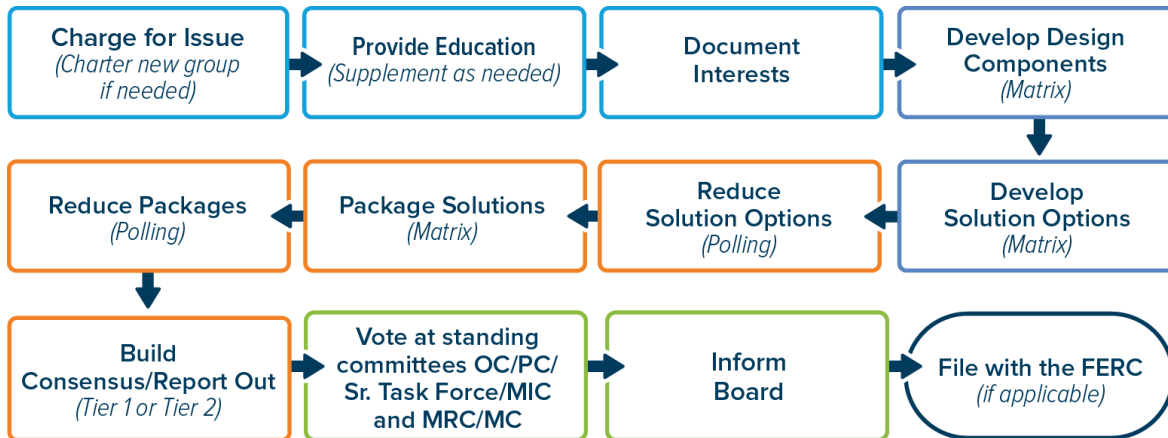 Charge for Issue
(Charter new group
if needed)
Provide Education
(Supplement as needed)
Document
Interests
Develop Design
Components
(Matrix)
Reduce Packages
(Polling)
Package Solutions
(Matrix)
Reduce
Solution Options
(Polling)
Develop
Solution Options
(Matrix)
Build
Consensus/Report Out
(Tier 1 or Tier 2)
Vote at standing
committees OC/PC/
Sr. Task Force/MIC
and MRC/MC
Inform
Board
File with the FERC
(if applicable)